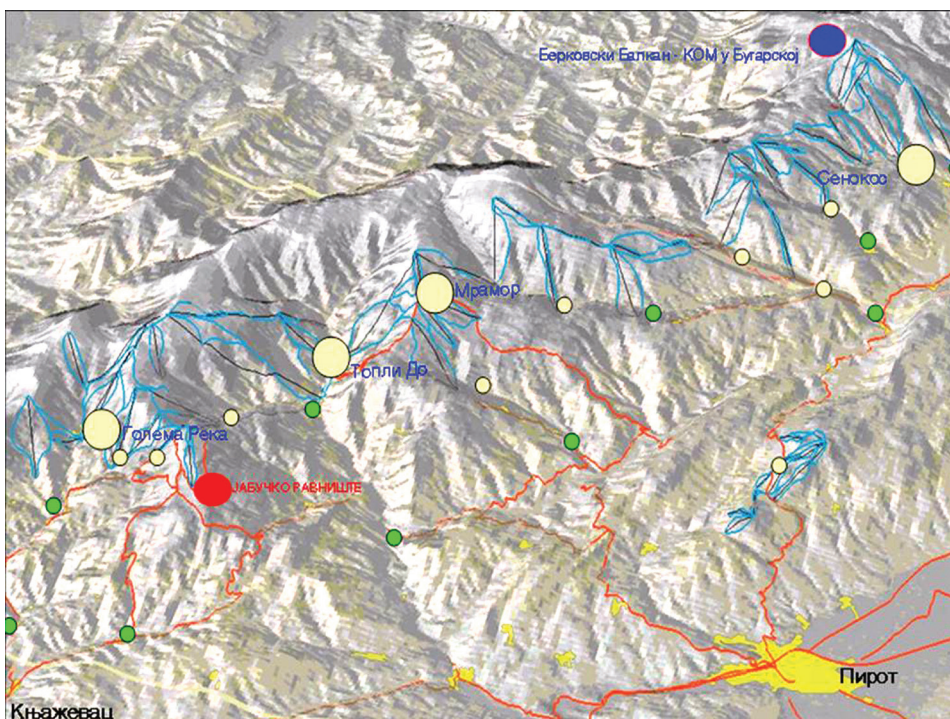 Берковски Балкан - КОМ у Бугарској
Сенокос
Мрамор
Топли До
Голема Река
ЈАБУЧКО РАВНИШТЕ
Пирот
Књажевац